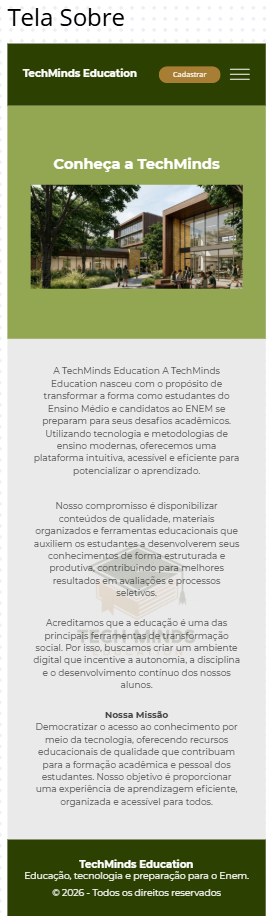 Tela Sobre
TechMinds Education
Cadastrar
Conheça a TechMinds
A TechMinds Education A TechMinds
Education nasceu com o propósito de
transformar a forma como estudantes do
Ensino Médio e candidatos ao ENEM se
preparam para seus desafios acadêmicos.
Utilizando tecnologia e metodologias de
ensino modernas, oferecemos uma
plataforma intuitiva, acessível e eficiente para
potencializar o aprendizado.
Nosso compromisso é disponibilizar
conteúdos de qualidade, materiais
organizados e ferramentas educacionais que
auxiliem os estudantes a desenvolverem seus
conhecimentos de forma estruturada e
produtiva, contribuindo para melhores
resultados em avaliações e processos
seletivos.
Acreditamos que a educação é uma das
principais ferramentas de transformação
TECH MINDS
social. Por isso, buscamos criar um ambiente
digital que incentive a autonomia, a disciplina
e o desenvolvimento contínuo dos nossos
alunos.
Nossa Missão
Democratizar o acesso ao conhecimento por
meio da tecnologia, oferecendo recursos
educacionais de qualidade que contribuam
para a formação acadêmica e pessoal dos
estudantes. Nosso objetivo é proporcionar
uma experiência de aprendizagem eficiente,
organizada e acessível para todos.
TechMinds Education
Educação, tecnologia e preparação para o Enem.
© 2026 - Todos os direitos reservados